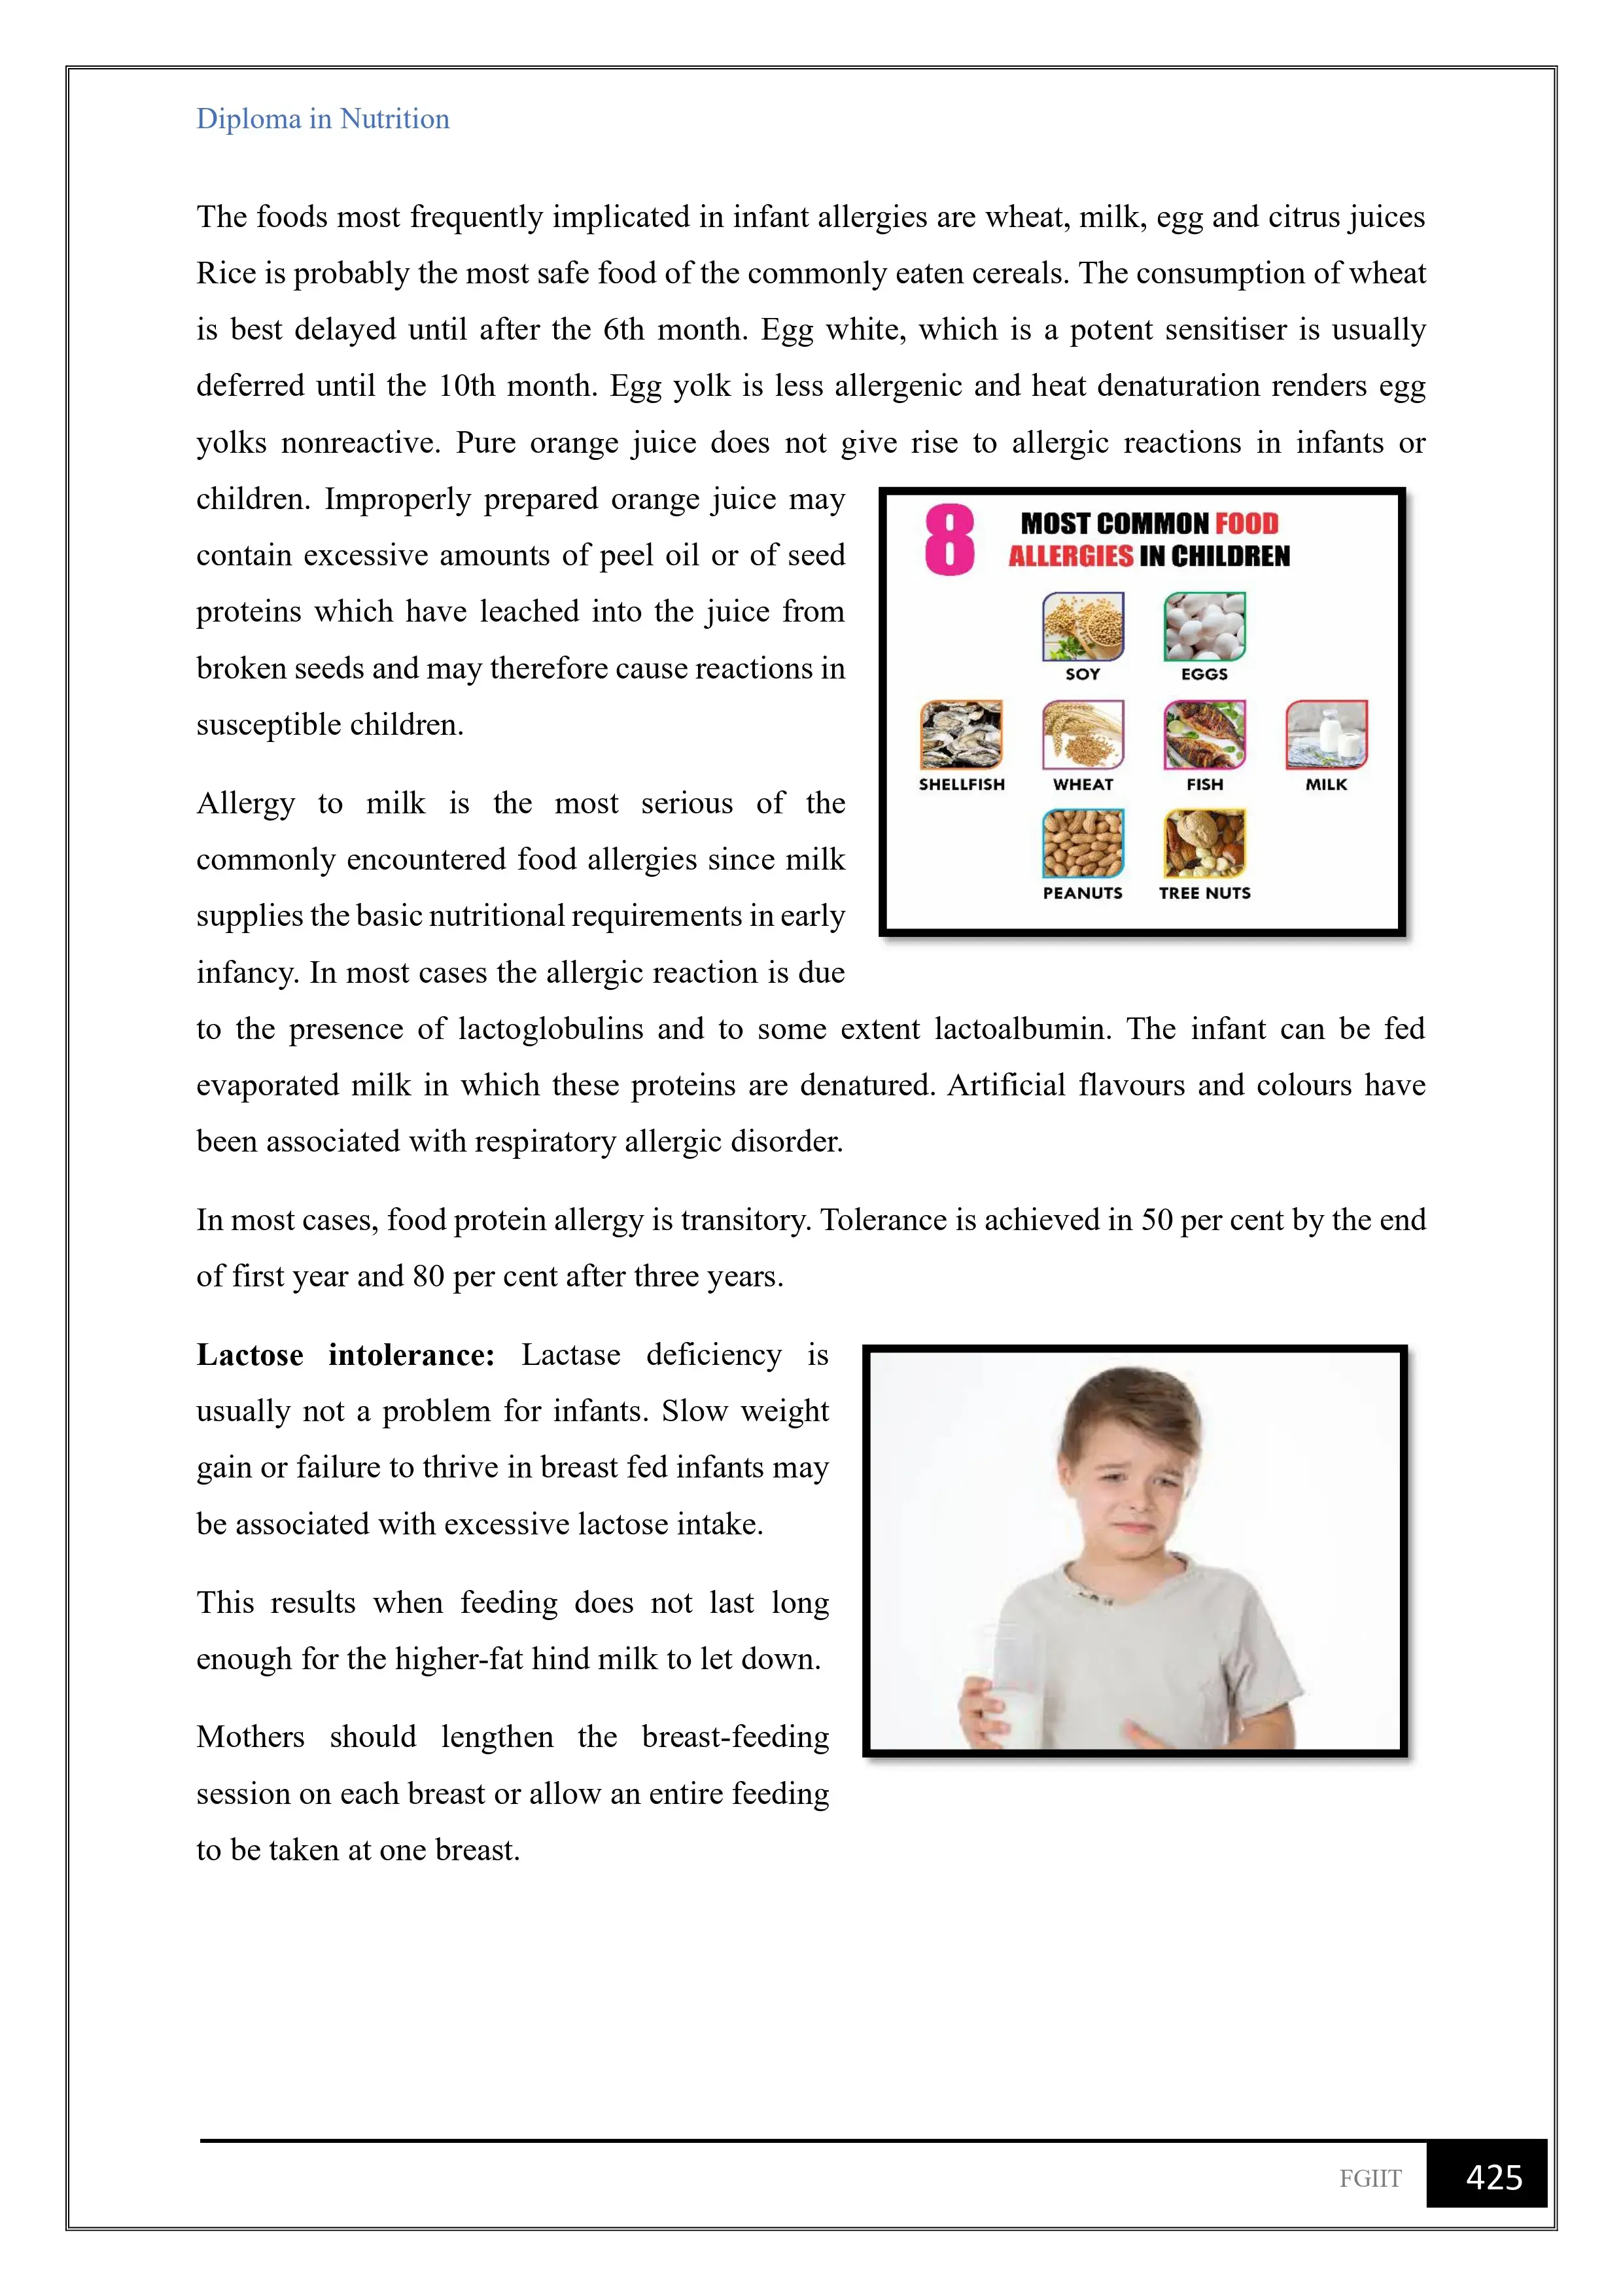 Diploma in Nutrition
The foods most frequently implicated in infant allergies are wheat, milk, egg and citrus juices
Rice is probably the most safe food of the commonly eaten cereals. The consumption of wheat
is best delayed until after the 6th month. Egg white, which is a potent sensitiser is usually
deferred until the 10th month. Egg yolk is less allergenic and heat denaturation renders egg
yolks nonreactive. Pure orange juice does not give rise to allergic reactions in infants or
children. Improperly prepared orange juice may
contain excessive amounts of peel oil or of seed
proteins which have leached into the juice from
broken seeds and may therefore cause reactions in
susceptible children.
8 MOST COMMON FOOD
ALLERGIES IN CHILDREN
SOY EGGS
SHELLFISH WHEAT FISH MILK
PEANUTS TREE NUTS
Allergy to milk is the most serious of the
commonly encountered food allergies since milk
supplies the basic nutritional requirements in early
infancy. In most cases the allergic reaction is due
to the presence of lactoglobulins and to some extent lactoalbumin. The infant can be fed
evaporated milk in which these proteins are denatured. Artificial flavours and colours have
been associated with respiratory allergic disorder.
In most cases, food protein allergy is transitory. Tolerance is achieved in 50 per cent by the end
of first year and 80 per cent after three years.
Lactose intolerance: Lactase deficiency is
usually not a problem for infants. Slow weight
gain or failure to thrive in breast fed infants may
be associated with excessive lactose intake.
This results when feeding does not last long
enough for the higher-fat hind milk to let down.
Mothers should lengthen the breast-feeding
session on each breast or allow an entire feeding
to be taken at one breast.
FGIIT 425